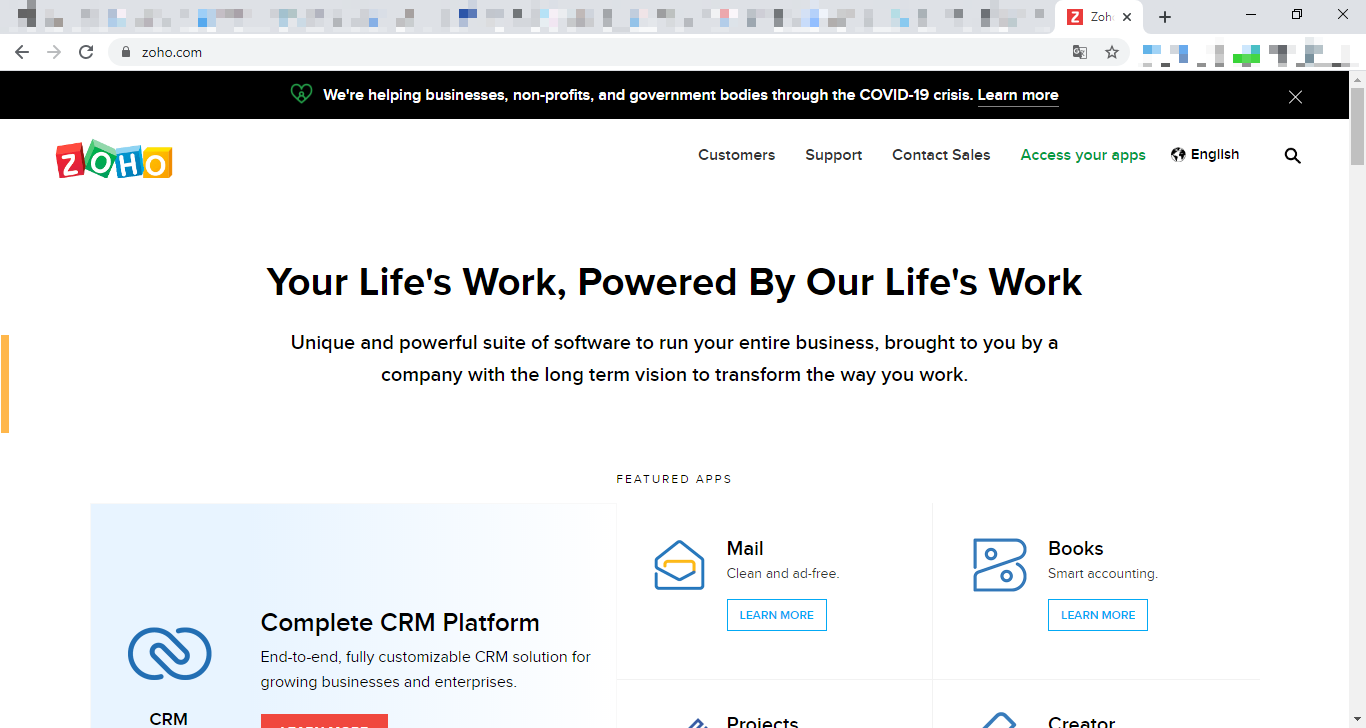 Zoh
zoho.com
We're helping businesses, non-profits, and government bodies through the COVID-19 crisis. Learn more
ZOHO
Customers
Support
Contact Sales
Access your apps
English
Your Life's Work, Powered By Our Life's Work
Unique and powerful suite of software to run your entire business, brought to you by a
company with the long term vision to transform the way you work.
FEATURED APPS
Complete CRM Platform
End-to-end, fully customizable CRM solution for
growing businesses and enterprises.
CRM
LEARN MORE
Mail
Clean and ad-free.
LEARN MORE
Books
Smart accounting.
LEARN MORE
Projects
Creator